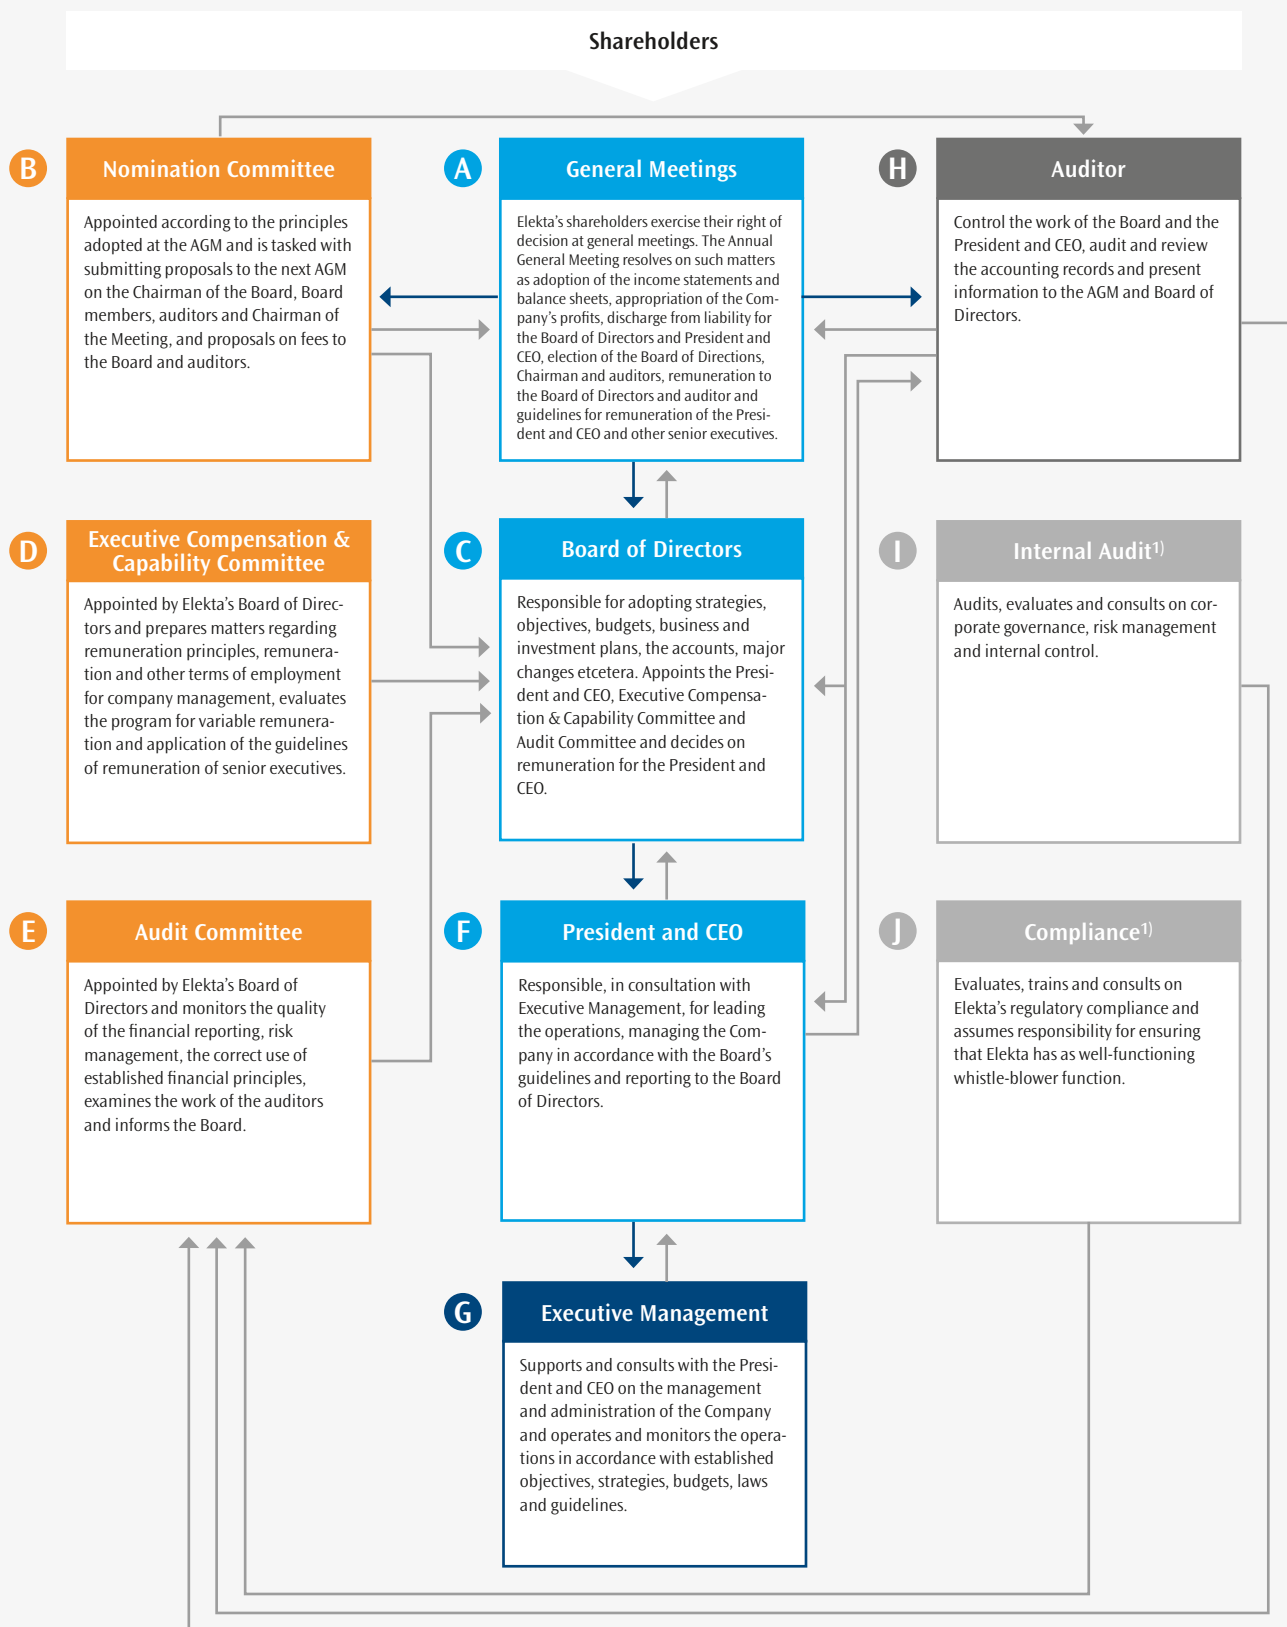 Shareholders
B
Nomination Committee
Appointed according to the principles
adopted at the AGM and is tasked with
submitting proposals to the next AGM
on the Chairman of the Board, Board
members, auditors and Chairman of
the Meeting, and proposals on fees to
the Board and auditors.
A
General Meetings
Elekta's shareholders exercise their right of
decision at general meetings. The Annual
General Meeting resolves on such matters
as adoption of the income statements and
balance sheets, appropriation of the Com-
pany's profits, discharge from liability for
the Board of Directors and President and
CEO, election of the Board of Directions,
Chairman and auditors, remuneration to
the Board of Directors and auditor and
guidelines for remuneration of the Presi-
dent and CEO and other senior executives.
H
Auditor
Control the work of the Board and the
President and CEO, audit and review
the accounting records and present
information to the AGM and Board of
Directors.
D
Executive Compensation &
Capability Committee
Appointed by Elekta's Board of Direc-
tors and prepares matters regarding
remuneration principles, remunera-
tion and other terms of employment
for company management, evaluates
the program for variable remunera-
tion and application of the guidelines
of remuneration of senior executives.
C
Board of Directors
Responsible for adopting strategies,
objectives, budgets, business and
investment plans, the accounts, major
changes etcetera. Appoints the Presi-
dent and CEO, Executive Compensa-
tion & Capability Committee and
Audit Committee and decides on
remuneration for the President and
CEO.
I
Internal Audit1)
Audits, evaluates and consults on cor-
porate governance, risk management
and internal control.
E
Audit Committee
Appointed by Elekta's Board of
Directors and monitors the quality
of the financial reporting, risk
management, the correct use of
established financial principles,
examines the work of the auditors
and informs the Board.
F
President and CEO
Responsible, in consultation with
Executive Management, for leading
the operations, managing the Com-
pany in accordance with the Board's
guidelines and reporting to the Board
of Directors.
J
Compliance1)
Evaluates, trains and consults on
Elekta's regulatory compliance and
assumes responsibility for ensuring
that Elekta has as well-functioning
whistle-blower function.
G
Executive Management
Supports and consults with the Presi-
dent and CEO on the management
and administration of the Company
and operates and monitors the opera-
tions in accordance with established
objectives, strategies, budgets, laws
and guidelines.